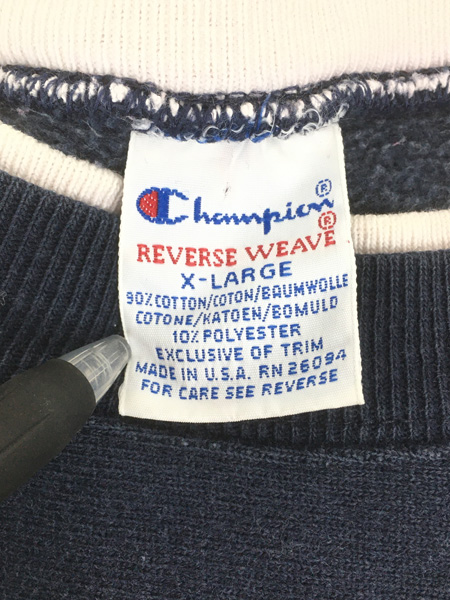 Champion®
REVERSE WEAVE®
X-LARGE
90% COTTON/COTON/BAUMWOLLE
COTONE/KATOEN/BOMULD
10% POLYESTER
EXCLUSIVE OF TRIM
MADE IN U.S.A. RN 26094
FOR CARE SEE REVERSE